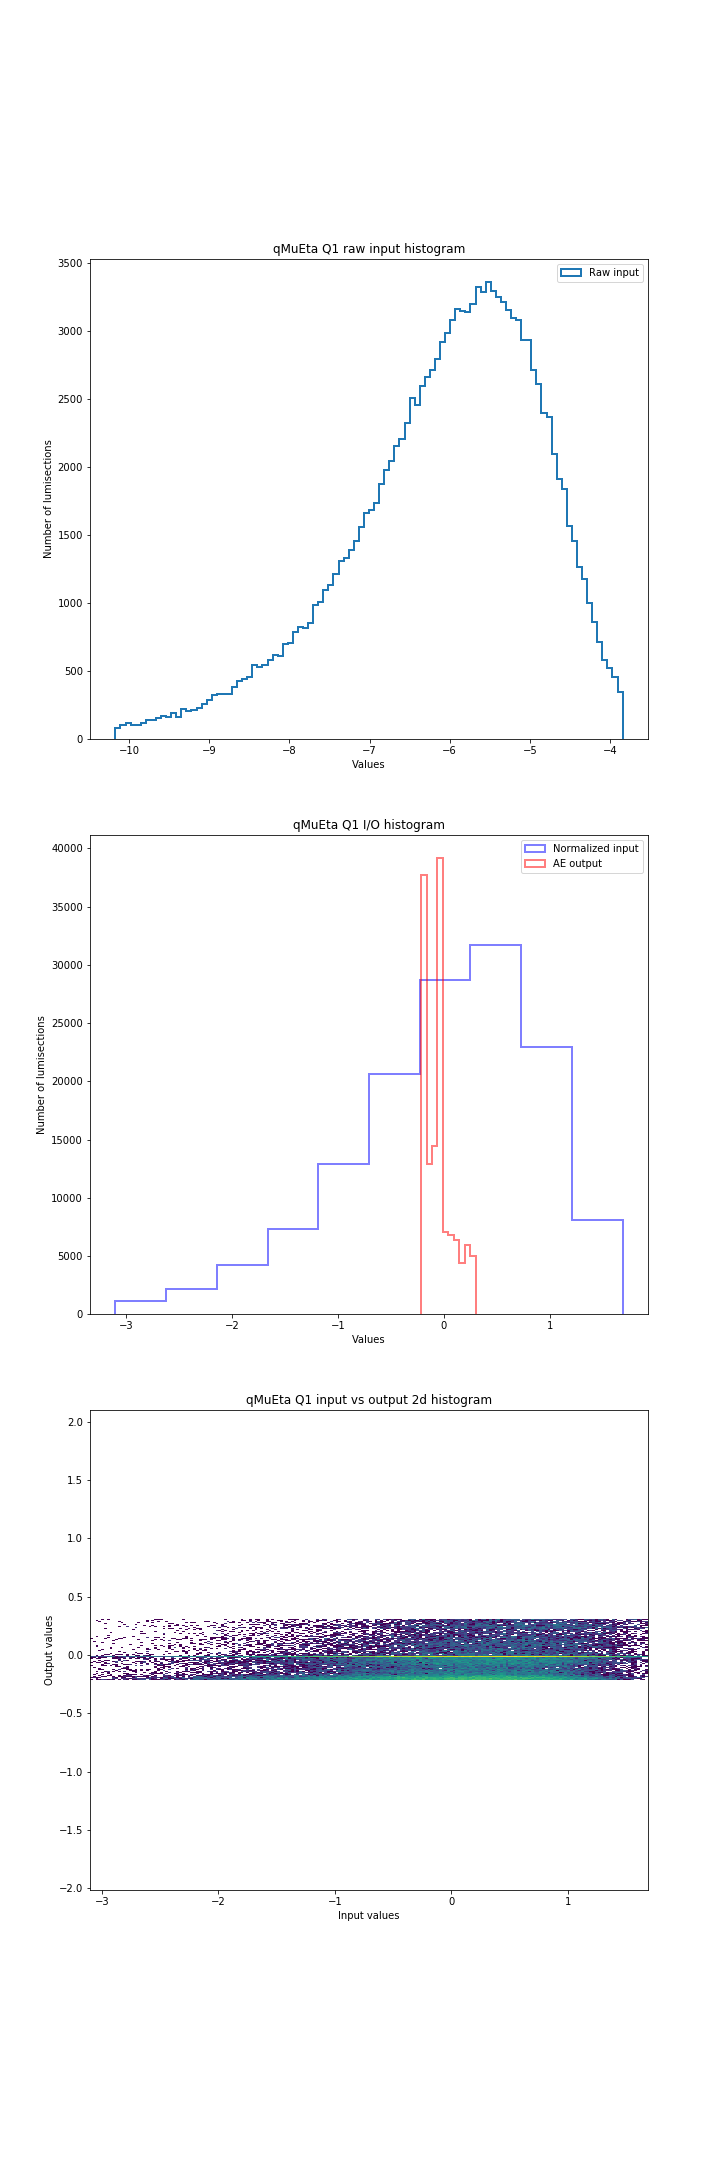 qMuEta Q1 raw input histogram
Raw input
3500
3000
2500
2000
1500
1000
500
0
Number of lumisections
−10 −9 −8 −7 −6 −5 −4
Values
qMuEta Q1 I/O histogram
Normalized input
AE output
40000
35000
30000
25000
20000
15000
10000
5000
0
Number of lumisections
−3 −2 −1 0 1
Values
qMuEta Q1 input vs output 2d histogram
2.0
1.5
1.0
0.5
0.0
−0.5
−1.0
−1.5
−2.0
Output values
−3 −2 −1 0 1
Input values